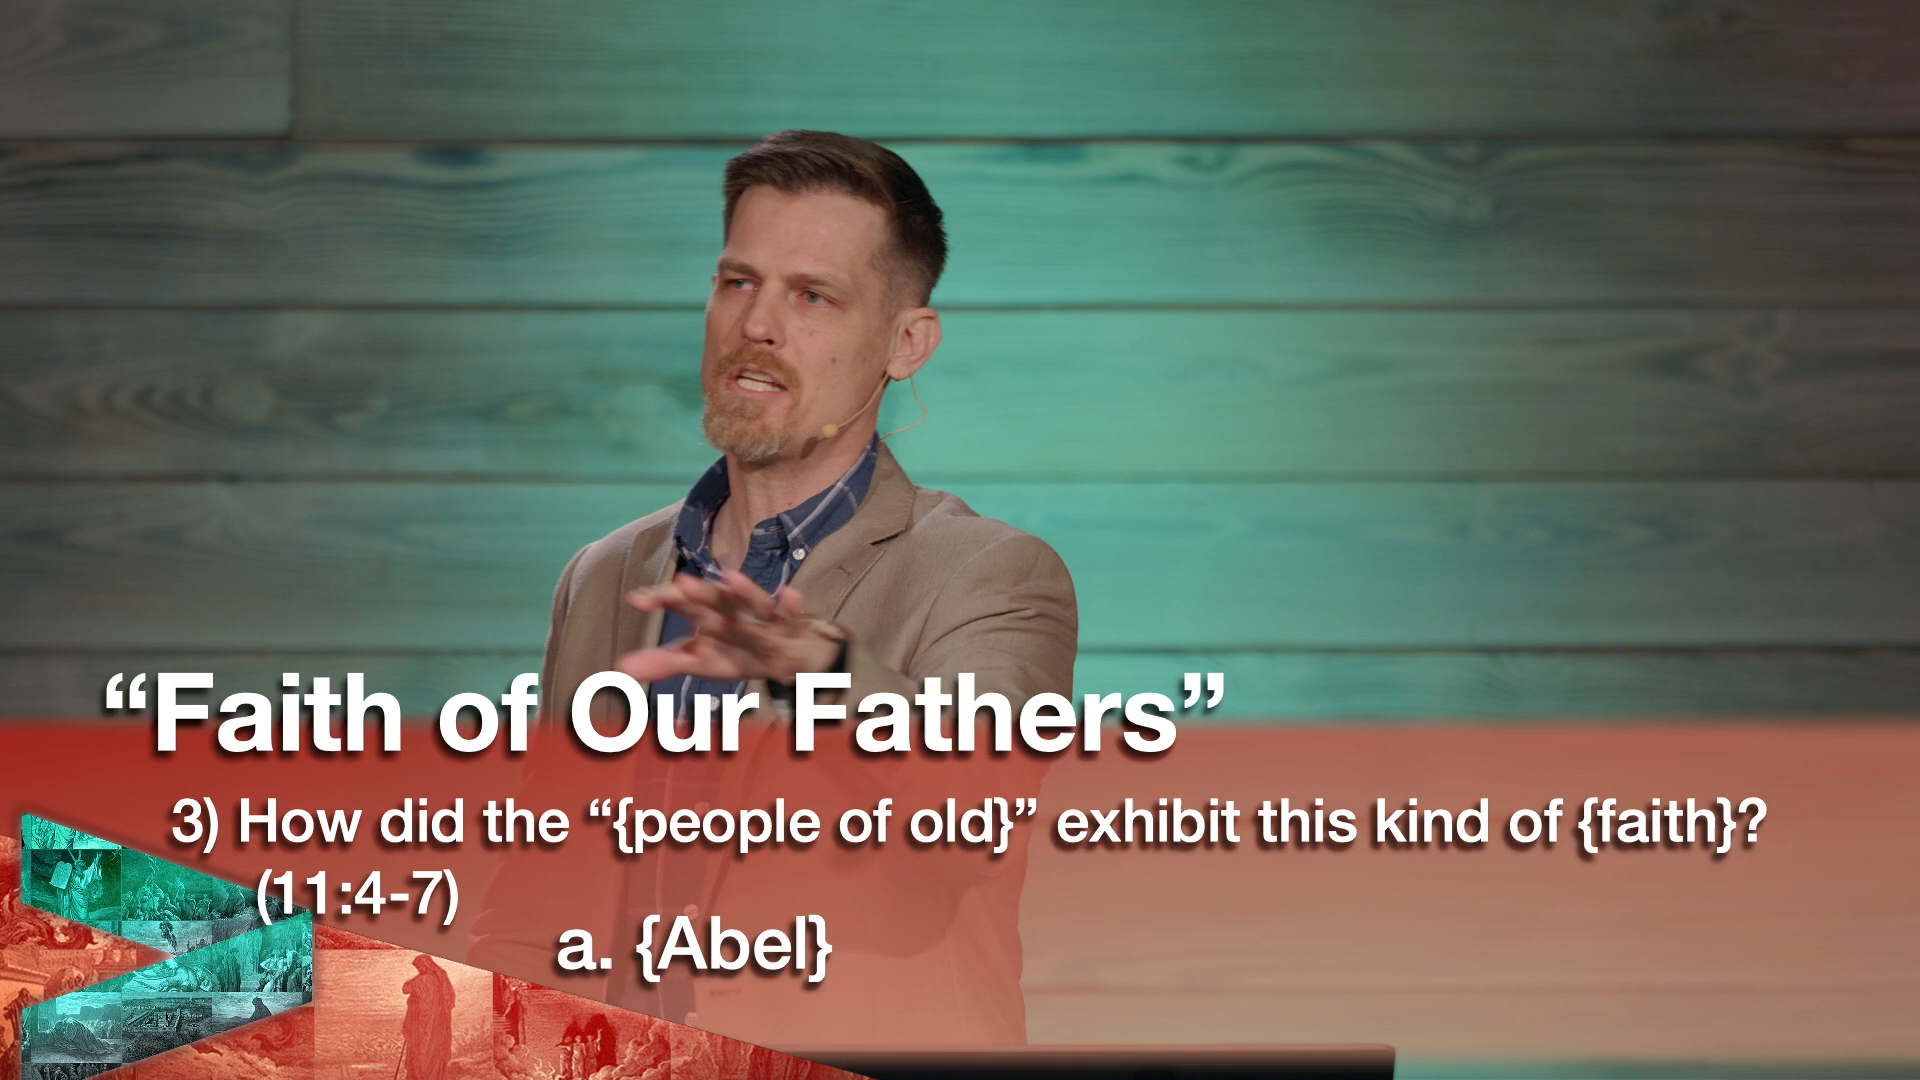 “Faith of Our Fathers”
3) How did the “{people of old}” exhibit this kind of {faith}?
(11:4-7)
a. {Abel}